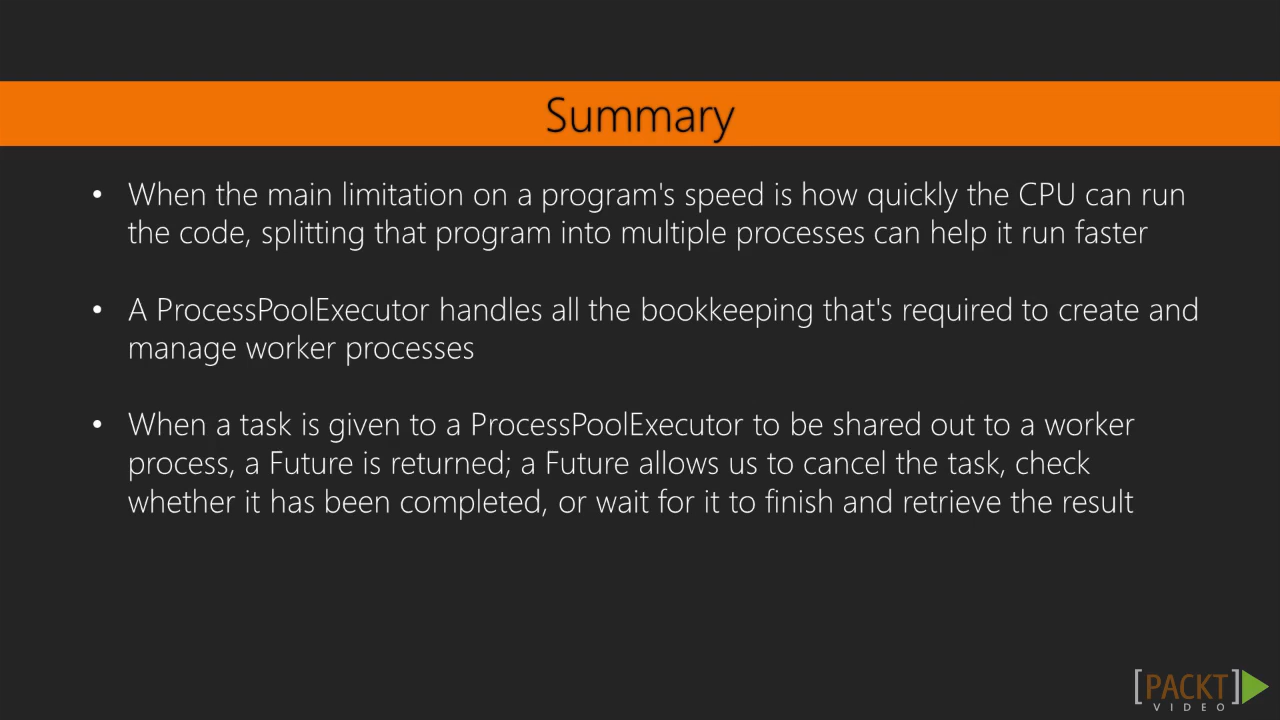 Summary
• When the main limitation on a program's speed is how quickly the CPU can run
the code, splitting that program into multiple processes can help it run faster
• A ProcessPoolExecutor handles all the bookkeeping that's required to create and
manage worker processes
• When a task is given to a ProcessPoolExecutor to be shared out to a worker
process, a Future is returned; a Future allows us to cancel the task, check
whether it has been completed, or wait for it to finish and retrieve the result
[PACKT]
VIDEO